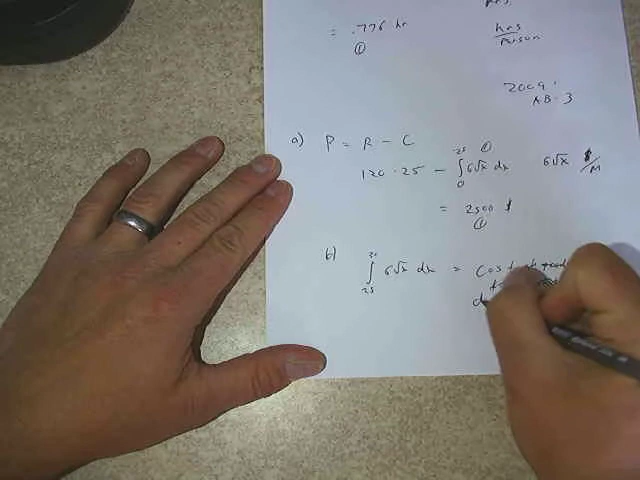 = .776 hr
①
hrs
person
2009
AB-3
a) P = R - C
120 · 25 - ∫₀²⁵ 6√x dx 6√x $/M
①
= 2500 $
①
b) ∫₂₅³⁰ 6√x dx = Cost